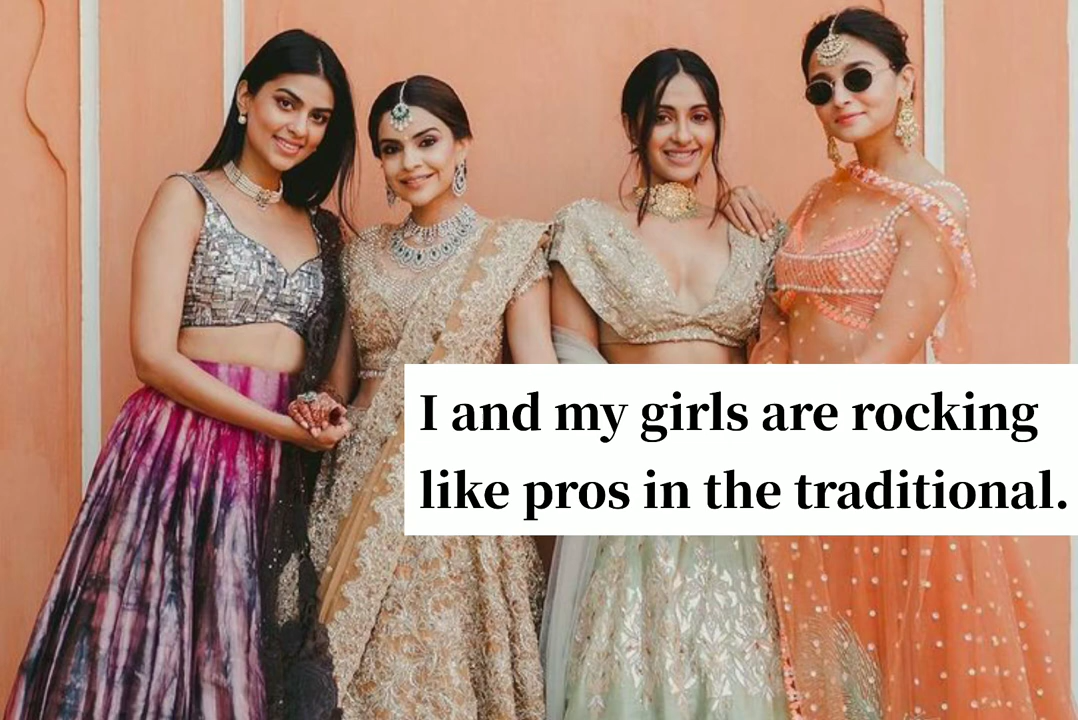 I and my girls are rocking
like pros in the traditional.